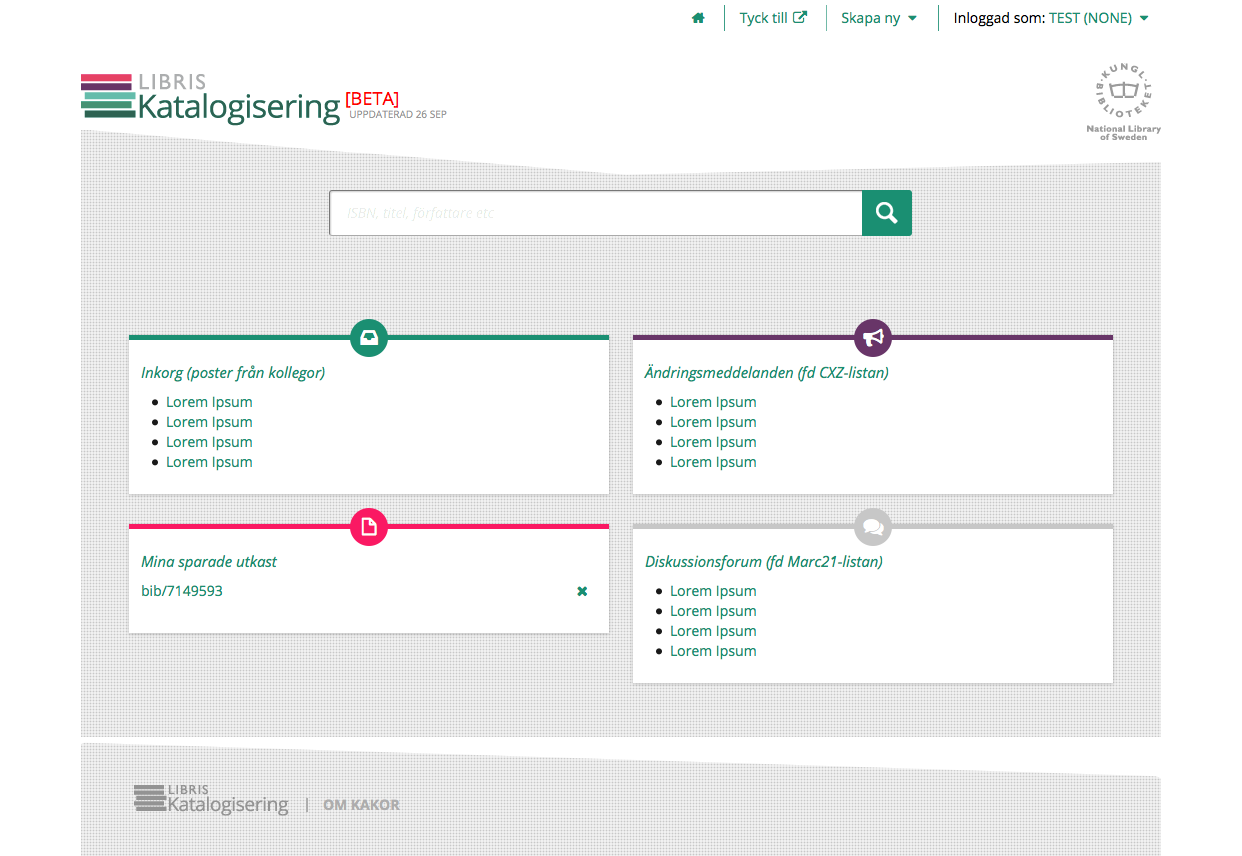 Tyck till
Skapa ny
Inloggad som: TEST (NONE)
LIBRIS
Katalogisering [BETA]
UPPDATERAD 26 SEP
KUNGL. BIBLIOTEKET
National Library
of Sweden
ISBN, titel, författare etc
Inkorg (poster från kollegor)
Lorem Ipsum
Lorem Ipsum
Lorem Ipsum
Lorem Ipsum
Ändringsmeddelanden (fd CXZ-listan)
Lorem Ipsum
Lorem Ipsum
Lorem Ipsum
Lorem Ipsum
Mina sparade utkast
bib/7149593
Diskussionsforum (fd Marc21-listan)
Lorem Ipsum
Lorem Ipsum
Lorem Ipsum
Lorem Ipsum
LIBRIS
Katalogisering | OM KAKOR